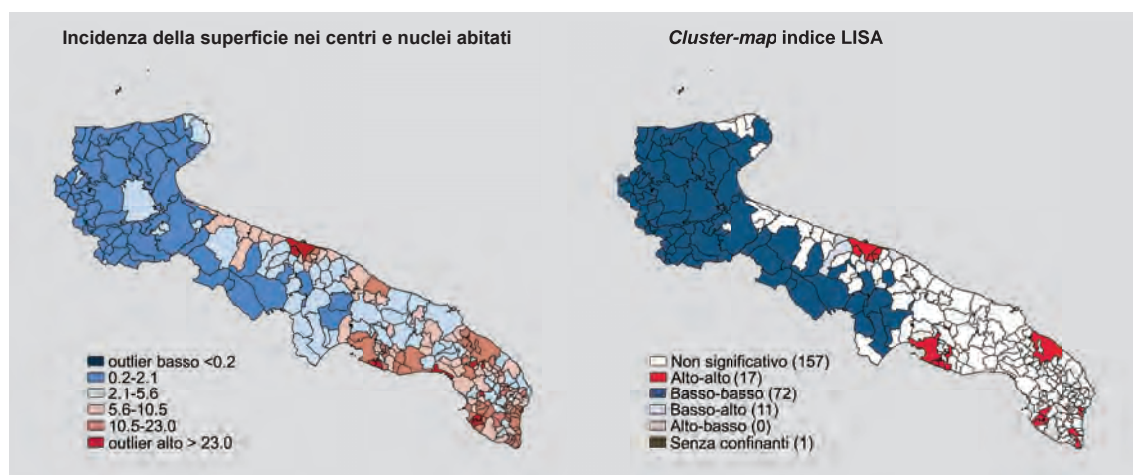 Incidenza della superficie nei centri e nuclei abitati
Cluster-map indice LISA
outlier basso <0.2
0.2-2.1
2.1-5.6
5.6-10.5
10.5-23.0
outlier alto > 23.0
Non significativo (157)
Alto-alto (17)
Basso-basso (72)
Basso-alto (11)
Alto-basso (0)
Senza confinanti (1)